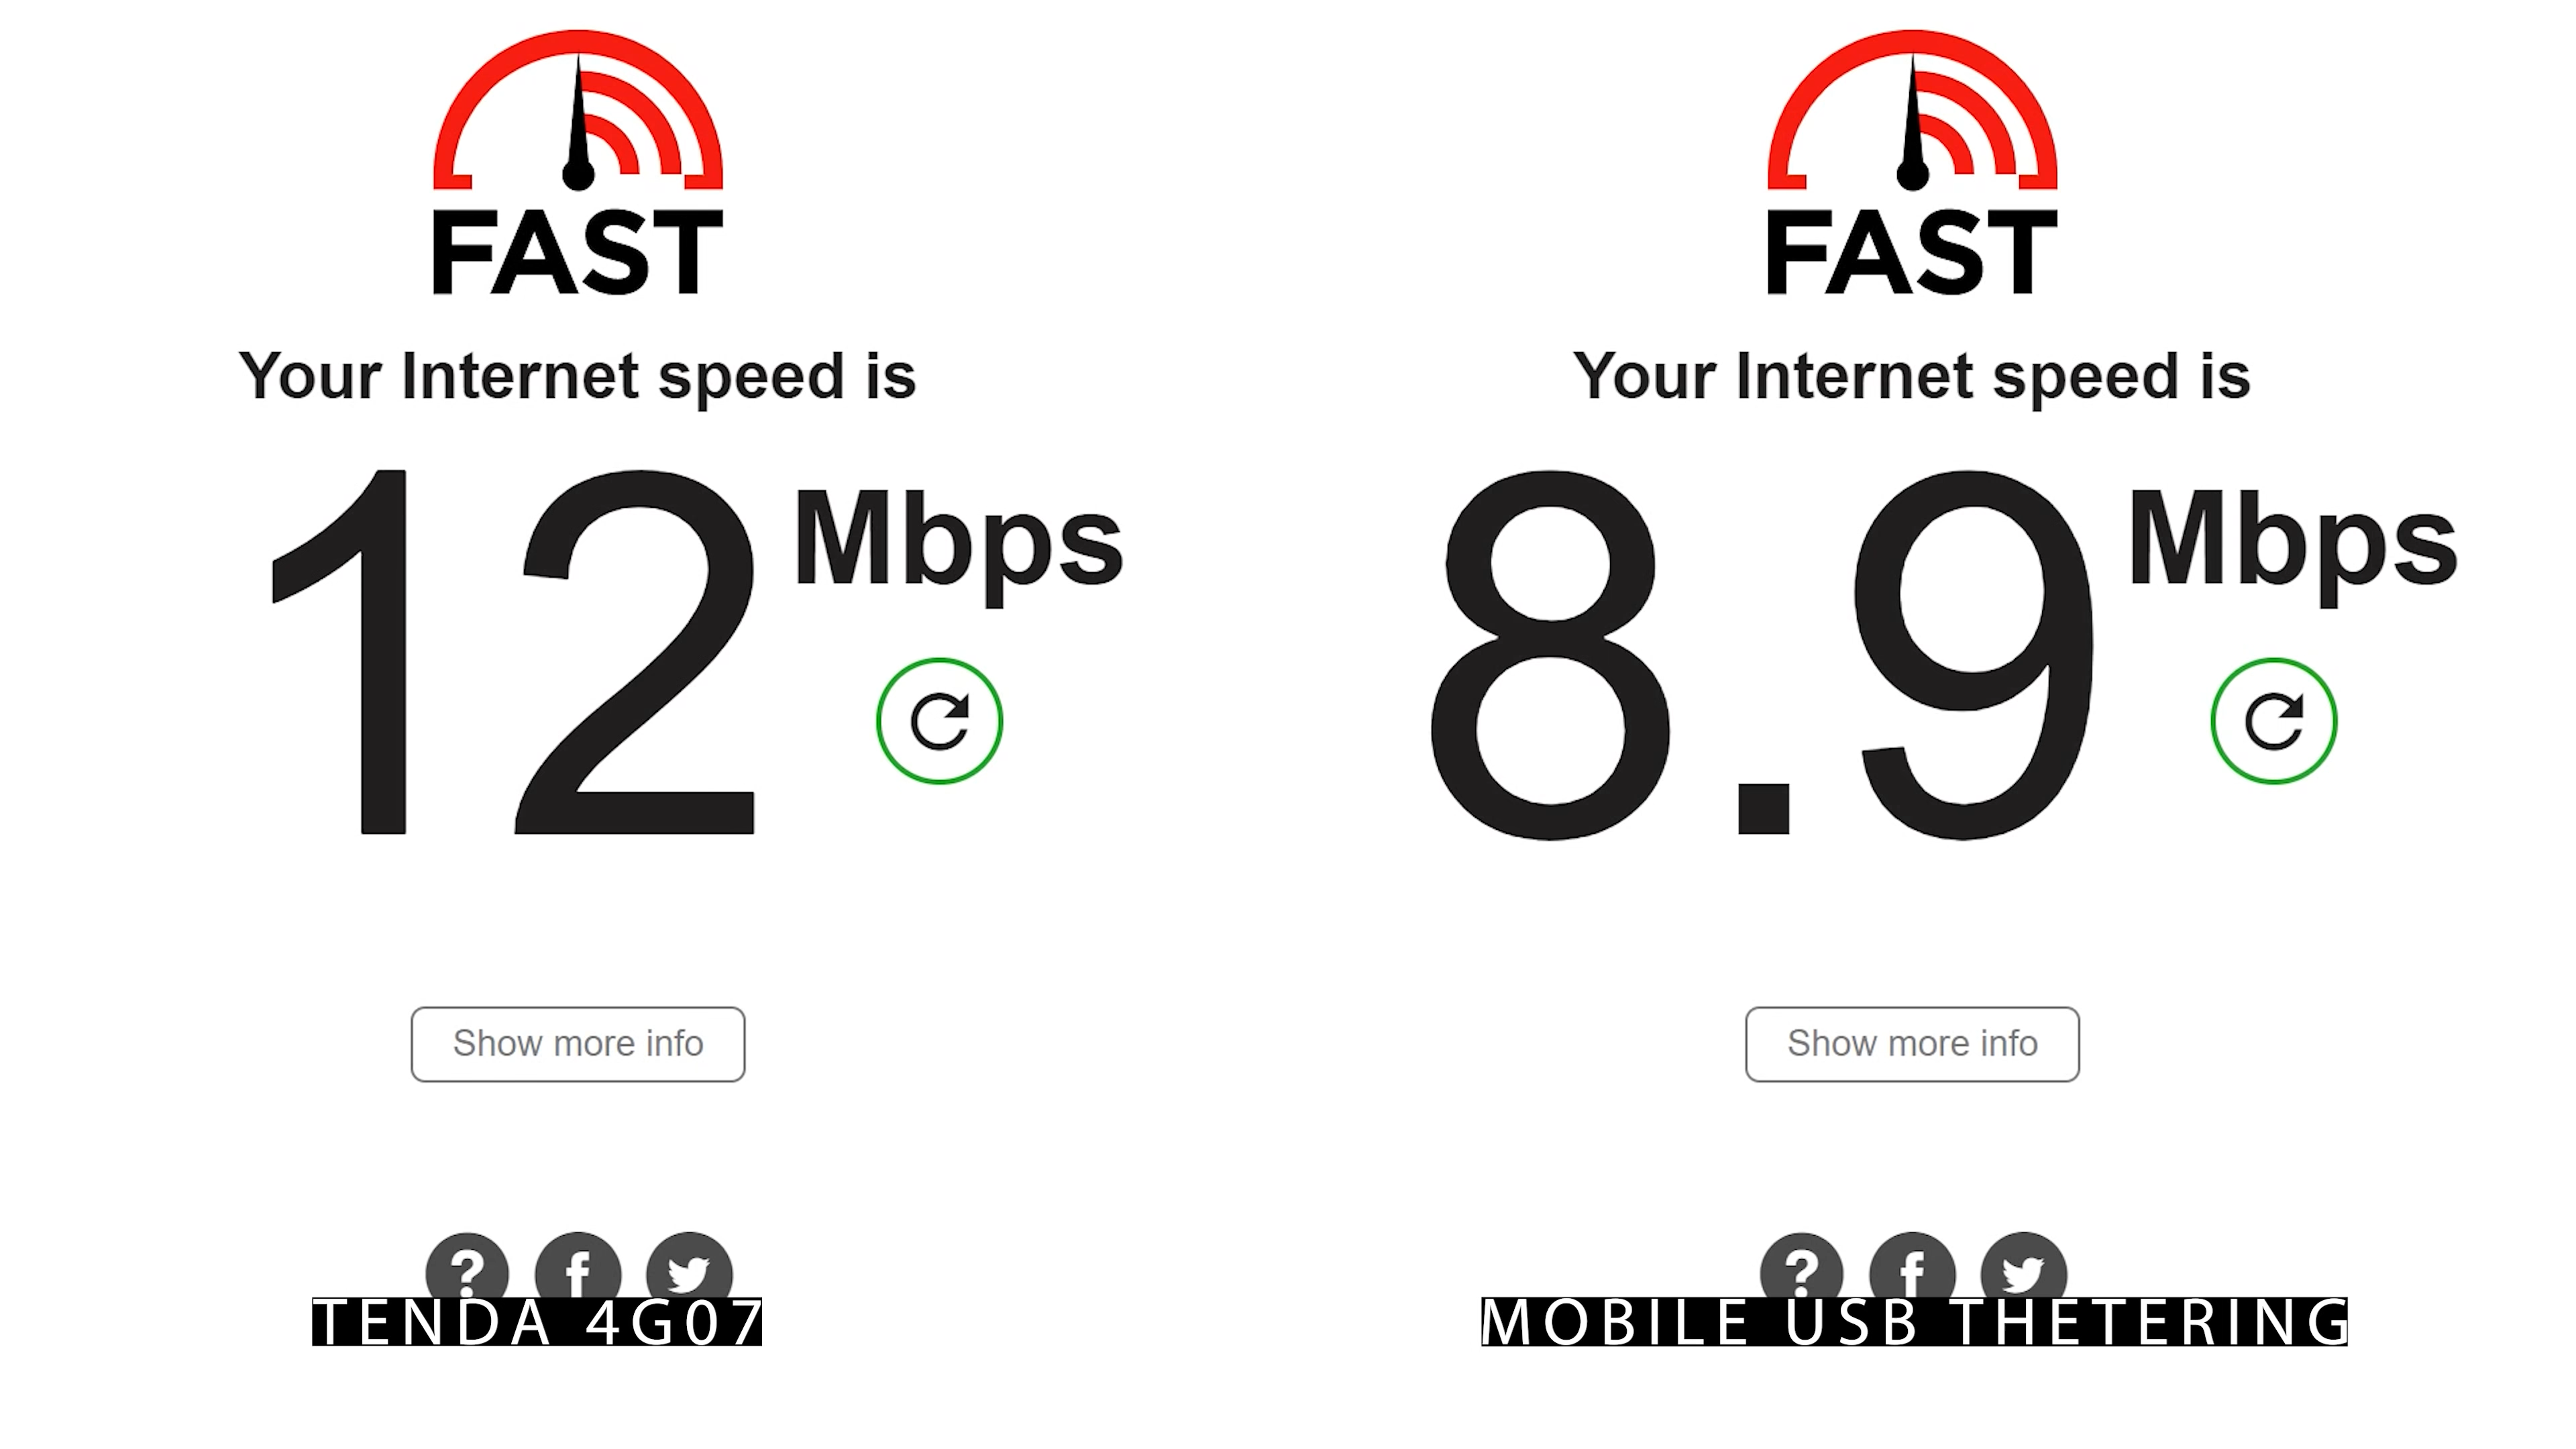 FAST
Your Internet speed is
12 Mbps
Show more info
TENDA 4G07
FAST
Your Internet speed is
8.9 Mbps
Show more info
MOBILE USB THETERING